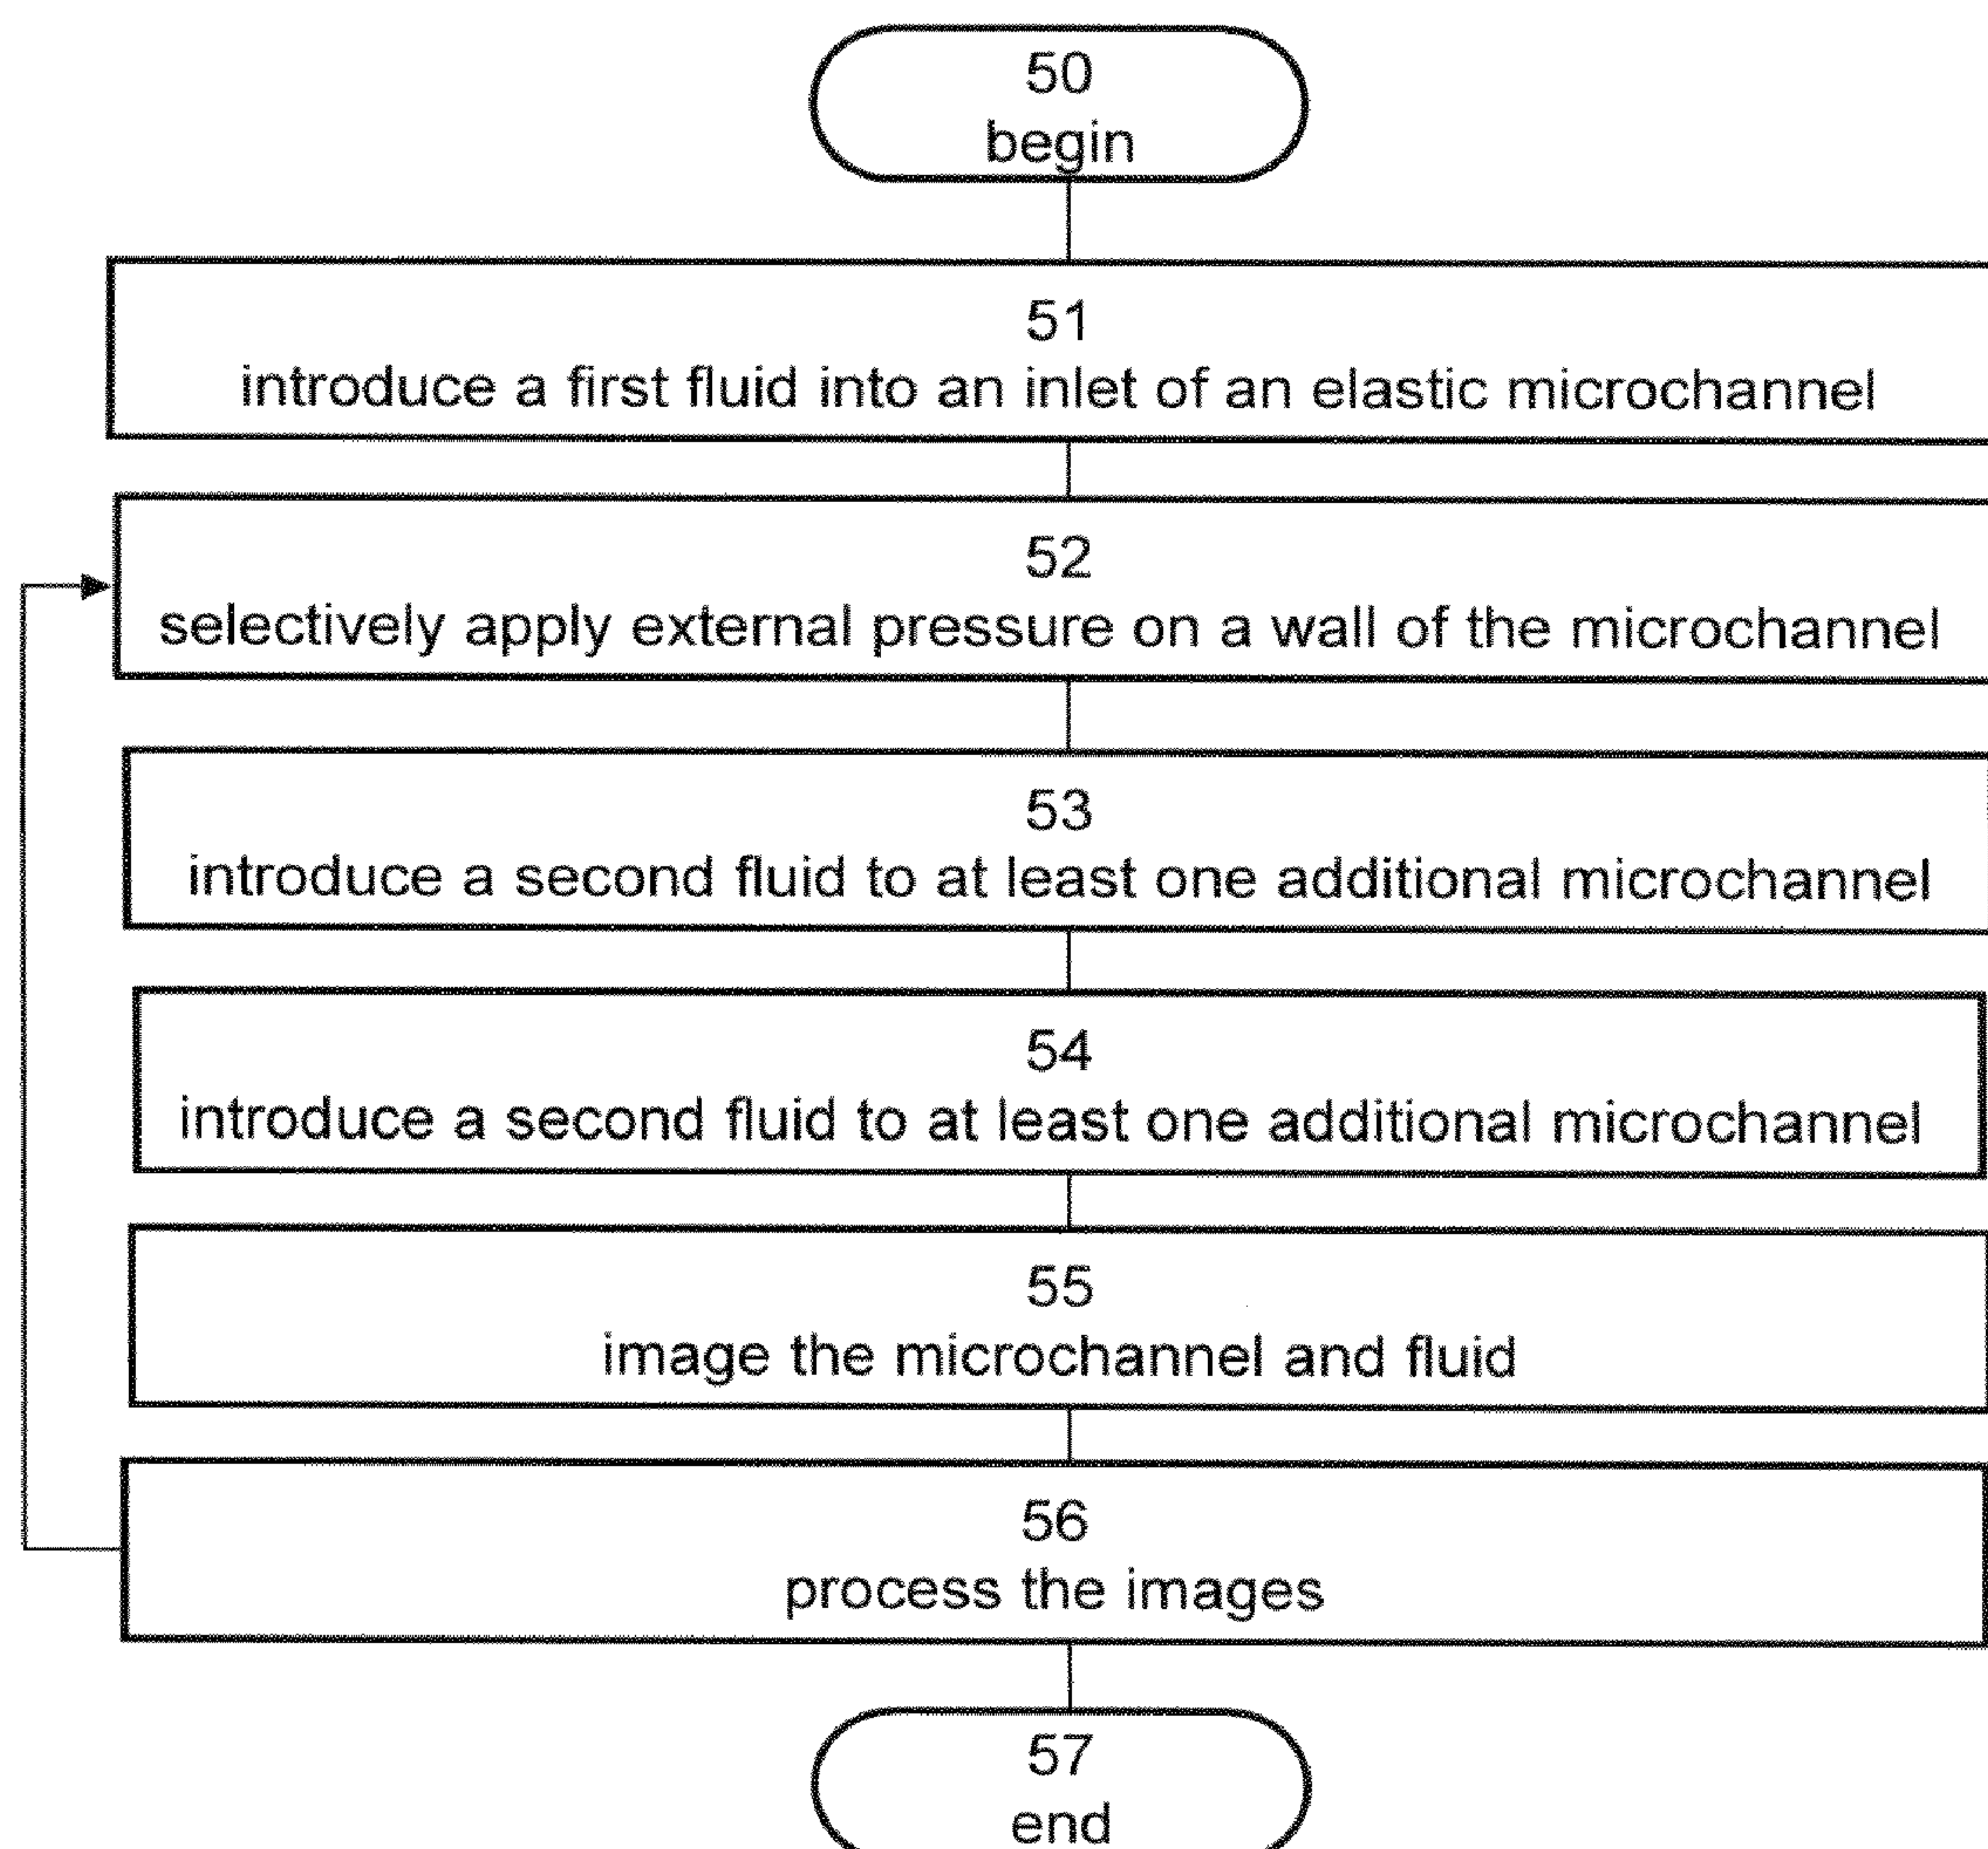 50
begin
51
introduce a first fluid into an inlet of an elastic microchannel
52
selectively apply external pressure on a wall of the microchannel
53
introduce a second fluid to at least one additional microchannel
54
introduce a second fluid to at least one additional microchannel
55
image the microchannel and fluid
56
process the images
57
end